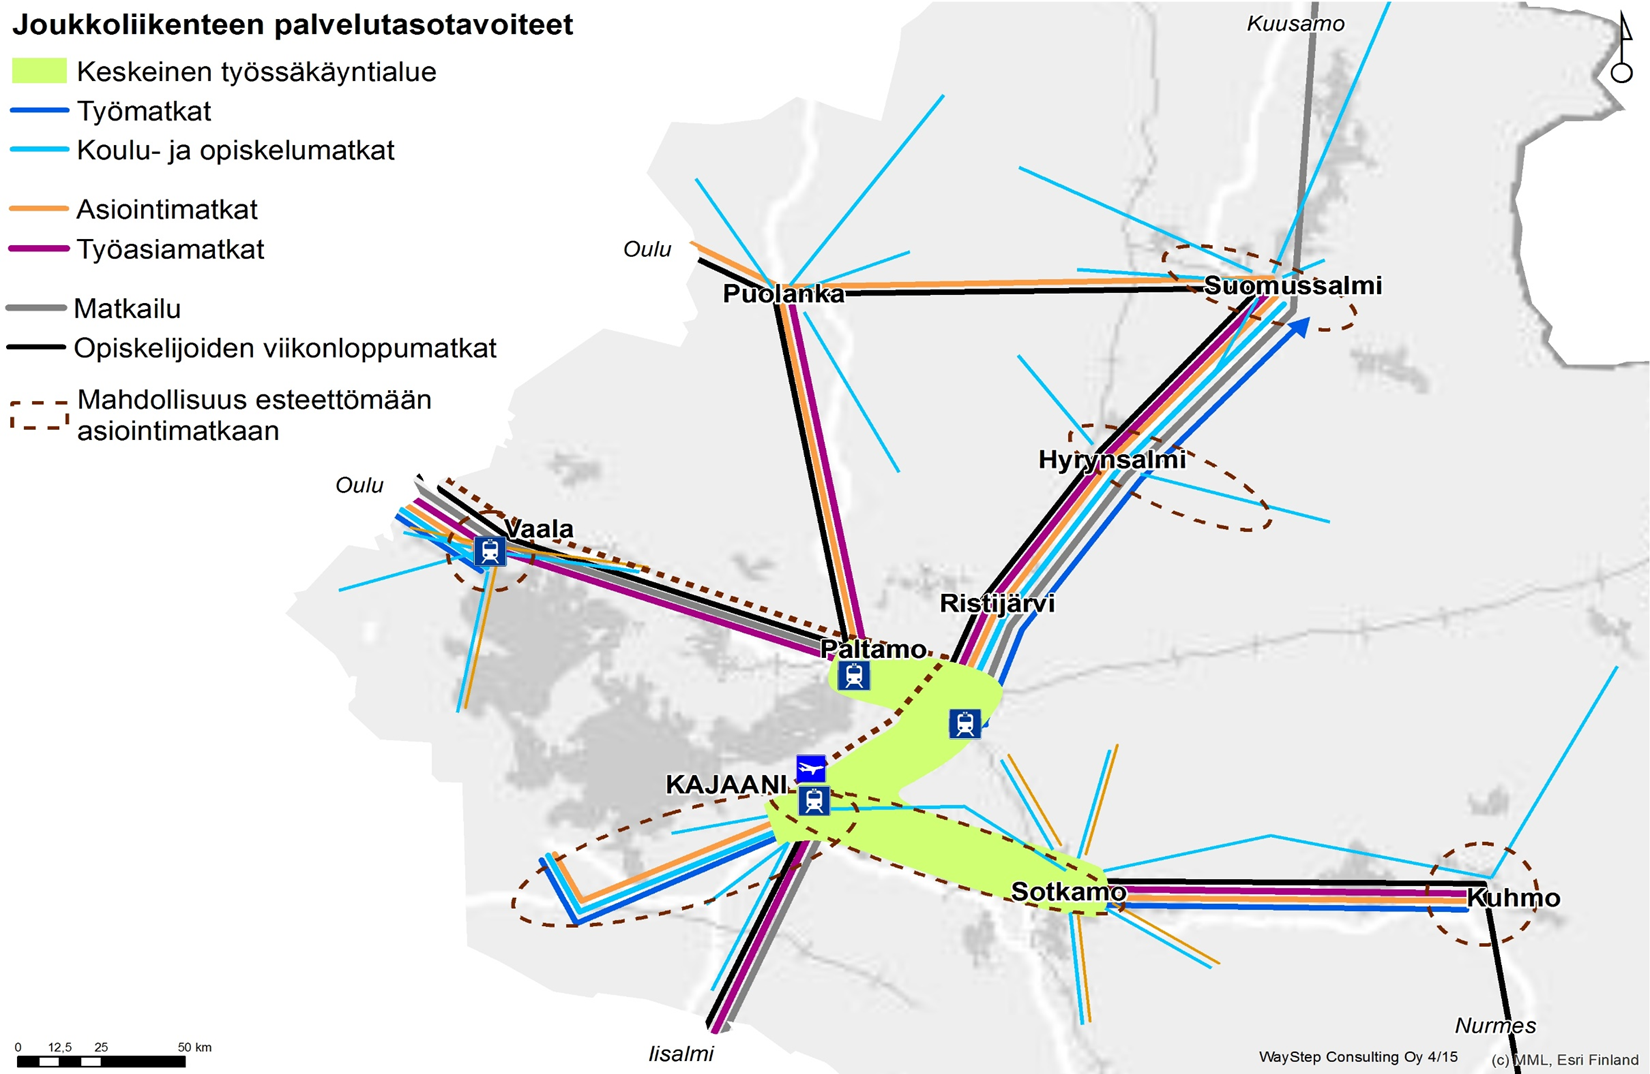 Joukkoliikenteen palvelutasotavoiteet
Keskeinen työssäkäyntialue
Työmatkat
Koulu- ja opiskelumatkat
Asiointimatkat
Työasiamatkat
Matkailu
Opiskelijoiden viikonloppumatkat
Mahdollisuus esteettömään
asiointimatkaan
Kuusamo
Oulu
Puolanka
Suomussalmi
Hyrynsalmi
Oulu
Vaala
Ristijärvi
Paltamo
KAJAANI
Sotkamo
Kuhmo
Nurmes
Iisalmi
0 12,5 25 50 km
WayStep Consulting Oy 4/15
(c) MML, Esri Finland